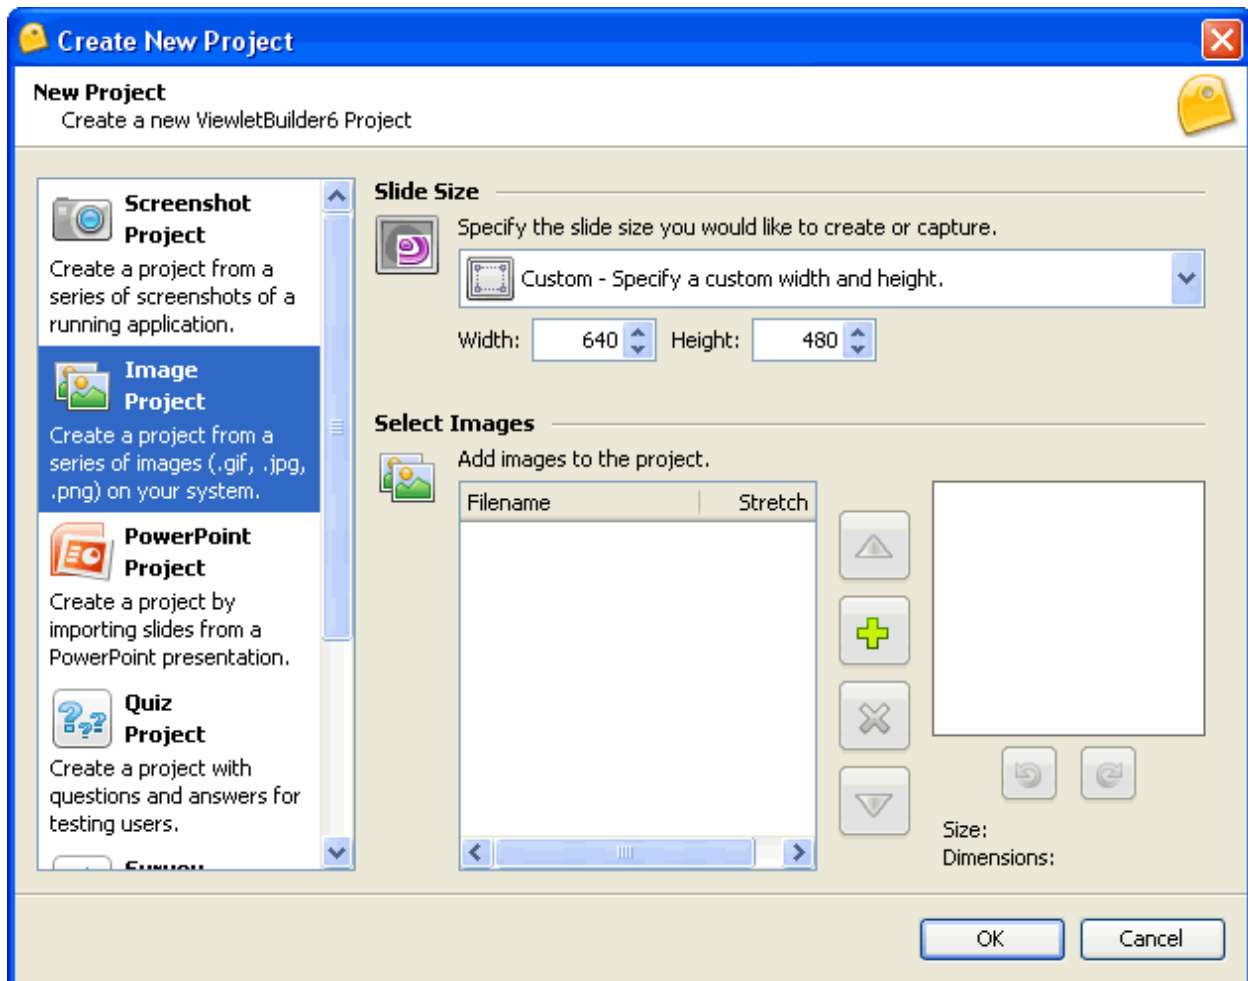 Create New Project
New Project
Create a new ViewletBuilder6 Project
Screenshot
Project
Create a project from a
series of screenshots of a
running application.
Image
Project
Create a project from a
series of images (.gif, .jpg,
.png) on your system.
PowerPoint
Project
Create a project by
importing slides from a
PowerPoint presentation.
Quiz
Project
Create a project with
questions and answers for
testing users.
Survey
Slide Size
Specify the slide size you would like to create or capture.
Custom - Specify a custom width and height.
Width: 640 Height: 480
Select Images
Add images to the project.
Filename Stretch
Size:
Dimensions:
OK Cancel